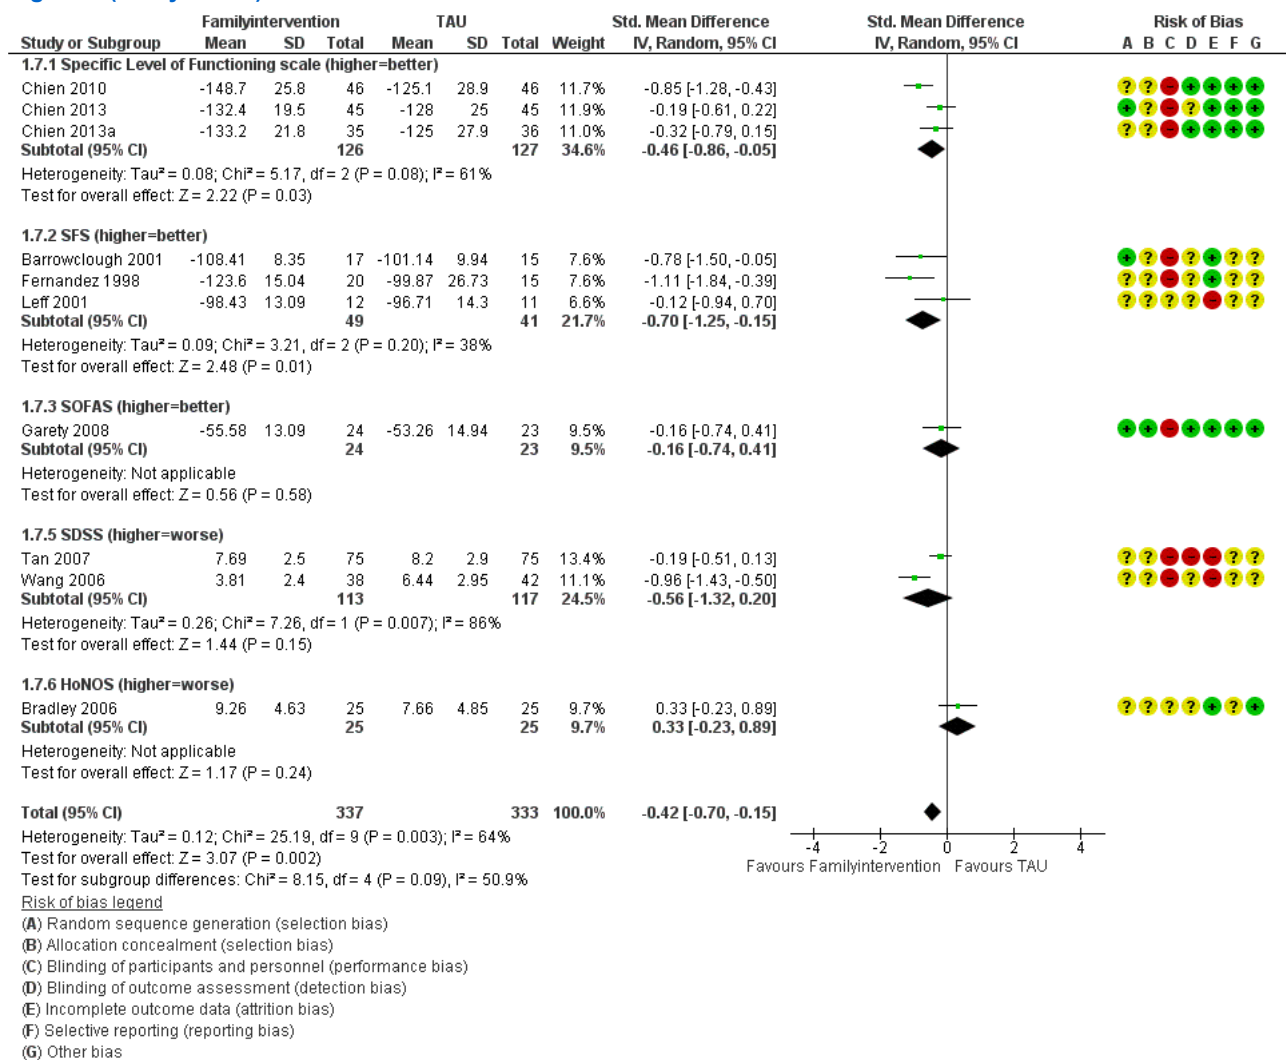 Familyintervention TAU Std. Mean Difference Std. Mean Difference Risk of Bias
Study or Subgroup Mean SD Total Mean SD Total Weight IV, Random, 95% CI IV, Random, 95% CI A B C D E F G
1.7.1 Specific Level of Functioning scale (higher=better)
Chien 2010 -148.7 25.8 46 -125.1 28.9 46 11.7% -0.85 [-1.28, -0.43] ? ? - + + + +
Chien 2013 -132.4 19.5 45 -128 25 45 11.9% -0.19 [-0.61, 0.22] + ? - ? + + +
Chien 2013a -133.2 21.8 35 -125 27.9 36 11.0% -0.32 [-0.79, 0.15] ? ? - + + + +
Subtotal (95% CI) 126 127 34.6% -0.46 [-0.86, -0.05]
Heterogeneity: Tau² = 0.08; Chi² = 5.17, df = 2 (P = 0.08); I² = 61%
Test for overall effect: Z = 2.22 (P = 0.03)
1.7.2 SFS (higher=better)
Barrowclough 2001 -108.41 8.35 17 -101.14 9.94 15 7.6% -0.78 [-1.50, -0.05] + ? - ? + ? ?
Fernandez 1998 -123.6 15.04 20 -99.87 26.73 15 7.6% -1.11 [-1.84, -0.39] ? ? - ? + ? ?
Leff 2001 -98.43 13.09 12 -96.71 14.3 11 6.6% -0.12 [-0.94, 0.70] ? ? ? ? - ? ?
Subtotal (95% CI) 49 41 21.7% -0.70 [-1.25, -0.15]
Heterogeneity: Tau² = 0.09; Chi² = 3.21, df = 2 (P = 0.20); I² = 38%
Test for overall effect: Z = 2.48 (P = 0.01)
1.7.3 SOFAS (higher=better)
Garety 2008 -55.58 13.09 24 -53.26 14.94 23 9.5% -0.16 [-0.74, 0.41] + + - + + + +
Subtotal (95% CI) 24 23 9.5% -0.16 [-0.74, 0.41]
Heterogeneity: Not applicable
Test for overall effect: Z = 0.56 (P = 0.58)
1.7.5 SDSS (higher=worse)
Tan 2007 7.69 2.5 75 8.2 2.9 75 13.4% -0.19 [-0.51, 0.13] ? ? - - - ? ?
Wang 2006 3.81 2.4 38 6.44 2.95 42 11.1% -0.96 [-1.43, -0.50] ? ? - ? - ? ?
Subtotal (95% CI) 113 117 24.5% -0.56 [-1.32, 0.20]
Heterogeneity: Tau² = 0.26; Chi² = 7.26, df = 1 (P = 0.007); I² = 86%
Test for overall effect: Z = 1.44 (P = 0.15)
1.7.6 HoNOS (higher=worse)
Bradley 2006 9.26 4.63 25 7.66 4.85 25 9.7% 0.33 [-0.23, 0.89] ? ? ? ? + ? +
Subtotal (95% CI) 25 25 9.7% 0.33 [-0.23, 0.89]
Heterogeneity: Not applicable
Test for overall effect: Z = 1.17 (P = 0.24)
Total (95% CI) 337 333 100.0% -0.42 [-0.70, -0.15]
Heterogeneity: Tau² = 0.12; Chi² = 25.19, df = 9 (P = 0.003); I² = 64%
Test for overall effect: Z = 3.07 (P = 0.002)
Test for subgroup differences: Chi² = 8.15, df = 4 (P = 0.09), I² = 50.9%
-4 -2 0 2 4
Favours Familyintervention Favours TAU
Risk of bias legend
(A) Random sequence generation (selection bias)
(B) Allocation concealment (selection bias)
(C) Blinding of participants and personnel (performance bias)
(D) Blinding of outcome assessment (detection bias)
(E) Incomplete outcome data (attrition bias)
(F) Selective reporting (reporting bias)
(G) Other bias